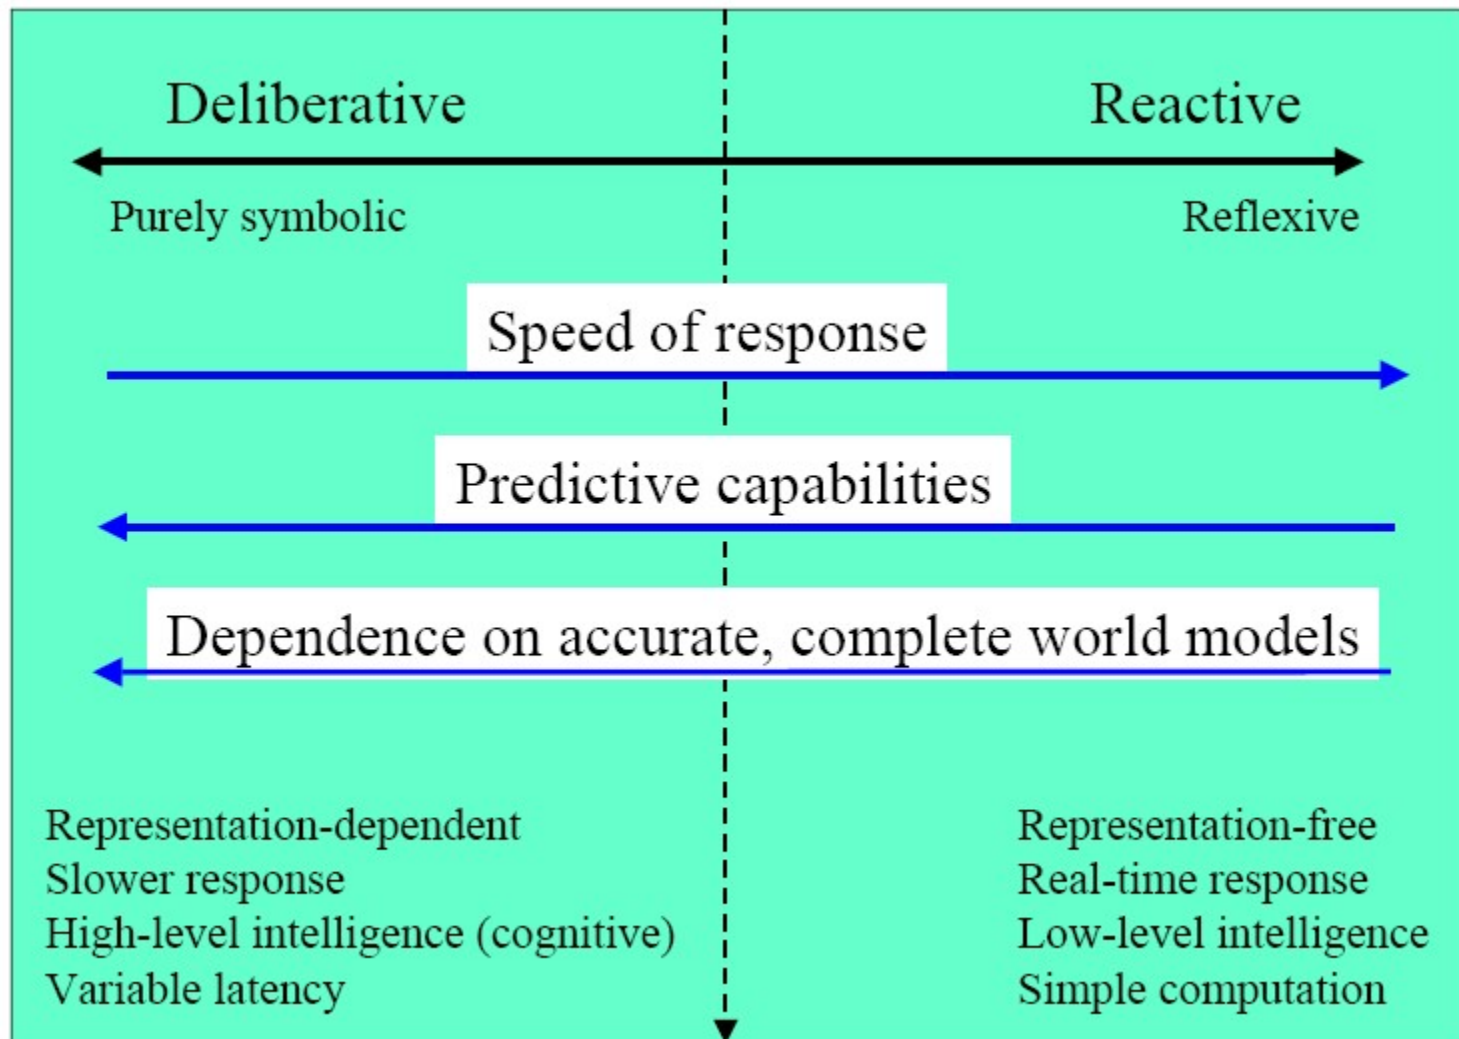 Deliberative
Reactive
Purely symbolic
Reflexive
Speed of response
Predictive capabilities
Dependence on accurate, complete world models
Representation-dependent
Slower response
High-level intelligence (cognitive)
Variable latency
Representation-free
Real-time response
Low-level intelligence
Simple computation